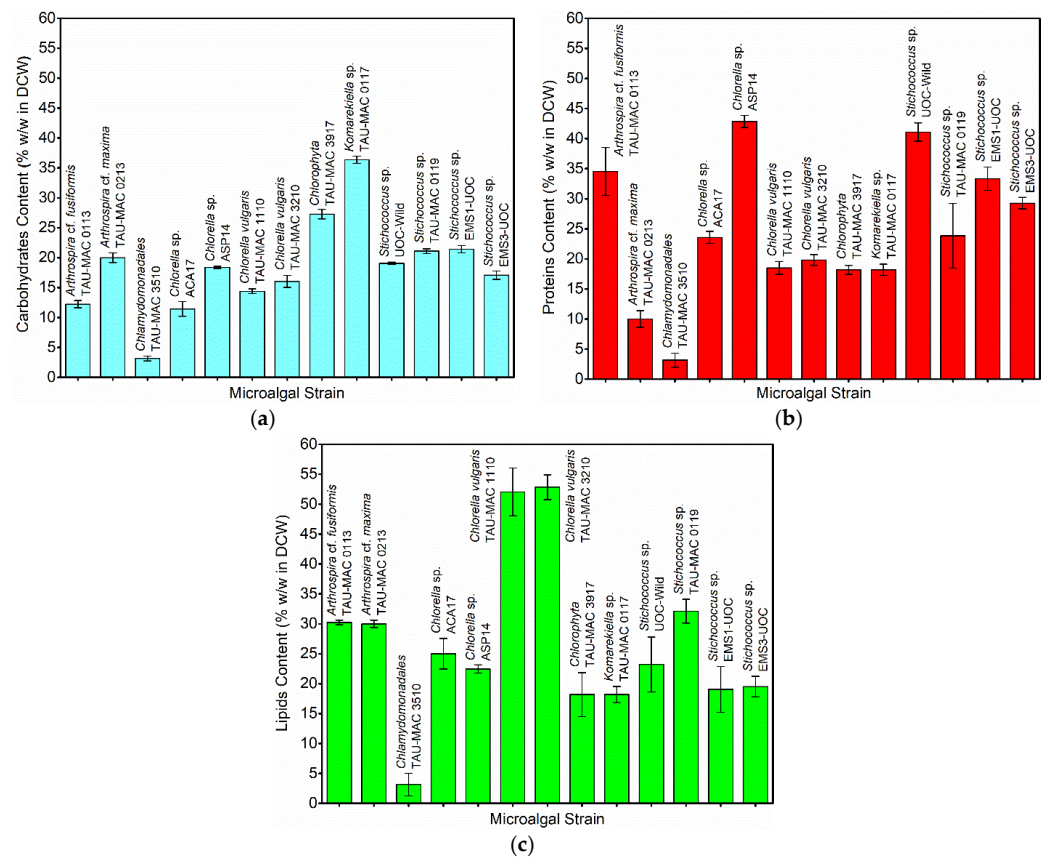 60
55
50
45
40
35
30
25
20
15
10
5
0
Carbohydrates Content (% w/w in DCW)
Arthrospira cf. fusiformis
TAU-MAC 0113
Arthrospira cf. maxima
TAU-MAC 0213
Chlamydomonadales
TAU-MAC 3510
Chlorella sp.
ACA17
Chlorella sp.
ASP14
Chlorella vulgaris
TAU-MAC 1110
Chlorella vulgaris
TAU-MAC 3210
Chlorophyta
TAU-MAC 3917
Komarekiella sp.
TAU-MAC 0117
Stichococcus sp.
UOC-Wild
Stichococcus sp.
TAU-MAC 0119
Stichococcus sp.
EMS1-UOC
Stichococcus sp.
EMS3-UOC
Microalgal Strain
(a)
60
55
50
45
40
35
30
25
20
15
10
5
0
Proteins Content (% w/w in DCW)
Arthrospira cf. fusiformis
TAU-MAC 0113
Arthrospira cf. maxima
TAU-MAC 0213
Chlamydomonadales
TAU-MAC 3510
Chlorella sp.
ACA17
Chlorella sp.
ASP14
Chlorella vulgaris
TAU-MAC 1110
Chlorella vulgaris
TAU-MAC 3210
Chlorophyta
TAU-MAC 3917
Komarekiella sp.
TAU-MAC 0117
Stichococcus sp.
UOC-Wild
Stichococcus sp.
TAU-MAC 0119
Stichococcus sp.
EMS1-UOC
Stichococcus sp.
EMS3-UOC
Microalgal Strain
(b)
60
55
50
45
40
35
30
25
20
15
10
5
0
Lipids Content (% w/w in DCW)
Arthrospira cf. fusiformis
TAU-MAC 0113
Arthrospira cf. maxima
TAU-MAC 0213
Chlamydomonadales
TAU-MAC 3510
Chlorella sp.
ACA17
Chlorella sp.
ASP14
Chlorella vulgaris
TAU-MAC 1110
Chlorella vulgaris
TAU-MAC 3210
Chlorophyta
TAU-MAC 3917
Komarekiella sp.
TAU-MAC 0117
Stichococcus sp.
UOC-Wild
Stichococcus sp
TAU-MAC 0119
Stichococcus sp.
EMS1-UOC
Stichococcus sp.
EMS3-UOC
Microalgal Strain
(c)